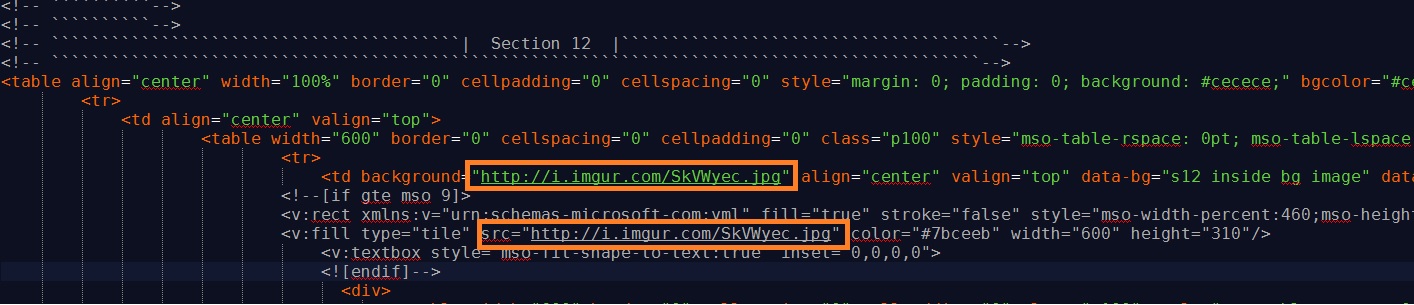 <!-- ``````````-->
<!-- ``````````-->
<!-- `````````````````````````````````````````| Section 12 |``````````````````````````````````````-->
<!-- `````````````````````````````````````````````````````````````````````````````````````````````-->
<table align="center" width="100%" border="0" cellpadding="0" cellspacing="0" style="margin: 0; padding: 0; background: #cecece;" bgcolor="#ce
<tr>
<td align="center" valign="top">
<table width="600" border="0" cellspacing="0" cellpadding="0" class="p100" style="mso-table-rspace: 0pt; mso-table-lspace
<tr>
<td background="http://i.imgur.com/SkVWyec.jpg" align="center" valign="top" data-bg="s12 inside bg image" dat
<!--[if gte mso 9]>
<v:rect xmlns:v="urn:schemas-microsoft-com:vml" fill="true" stroke="false" style="mso-width-percent:460;mso-height
<v:fill type="tile" src="http://i.imgur.com/SkVWyec.jpg" color="#7bceeb" width="600" height="310"/>
<v:textbox style="mso-fit-shape-to-text:true" inset="0,0,0,0">
<![endif]-->
<div>